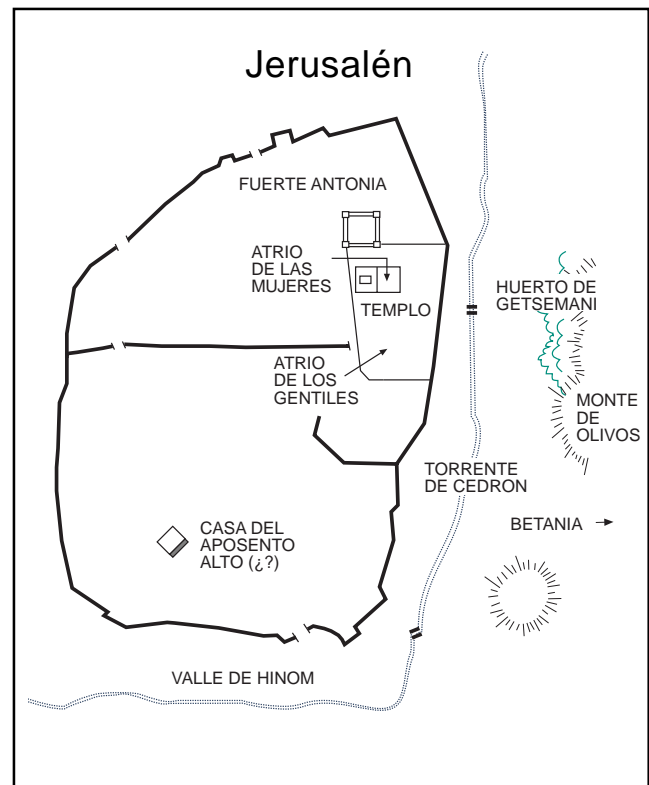 Jerusalén
FUERTE ANTONIA
ATRIO
DE LAS
MUJERES
TEMPLO
HUERTO DE
GETSEMANI
ATRIO
DE LOS
GENTILES
MONTE
DE
OLIVOS
TORRENTE
DE CEDRON
CASA DEL
APOSENTO
ALTO (¿?)
BETANIA
VALLE DE HINOM